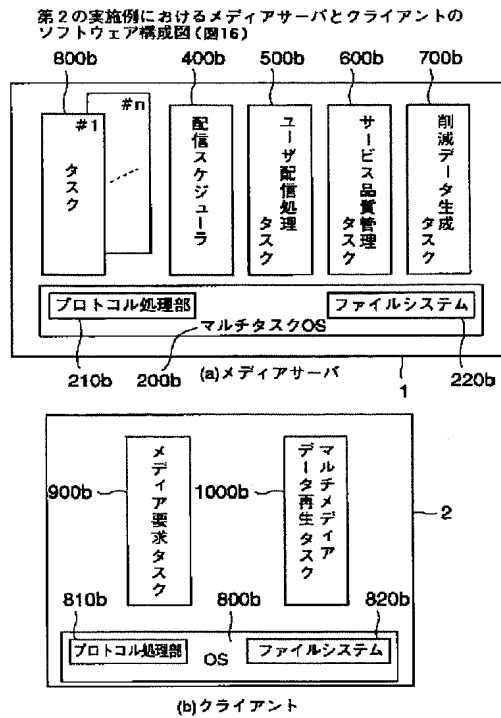 第2の実施例におけるメディアサーバとクライアントの
ソフトウェア構成図(図16)
800b
400b
500b
600b
700b
#n
#1
タスク
配信スケジューラ
ユーザ配信処理
タスク
サービス品質管理
タスク
削減データ生成
タスク
プロトコル処理部
ファイルシステム
マルチタスクOS
210b
200b
(a)メディアサーバ
220b
1
メディア要求タスク
マルチメディア
データ再生タスク
900b
1000b
2
810b
800b
820b
プロトコル処理部
OS
ファイルシステム
(b)クライアント